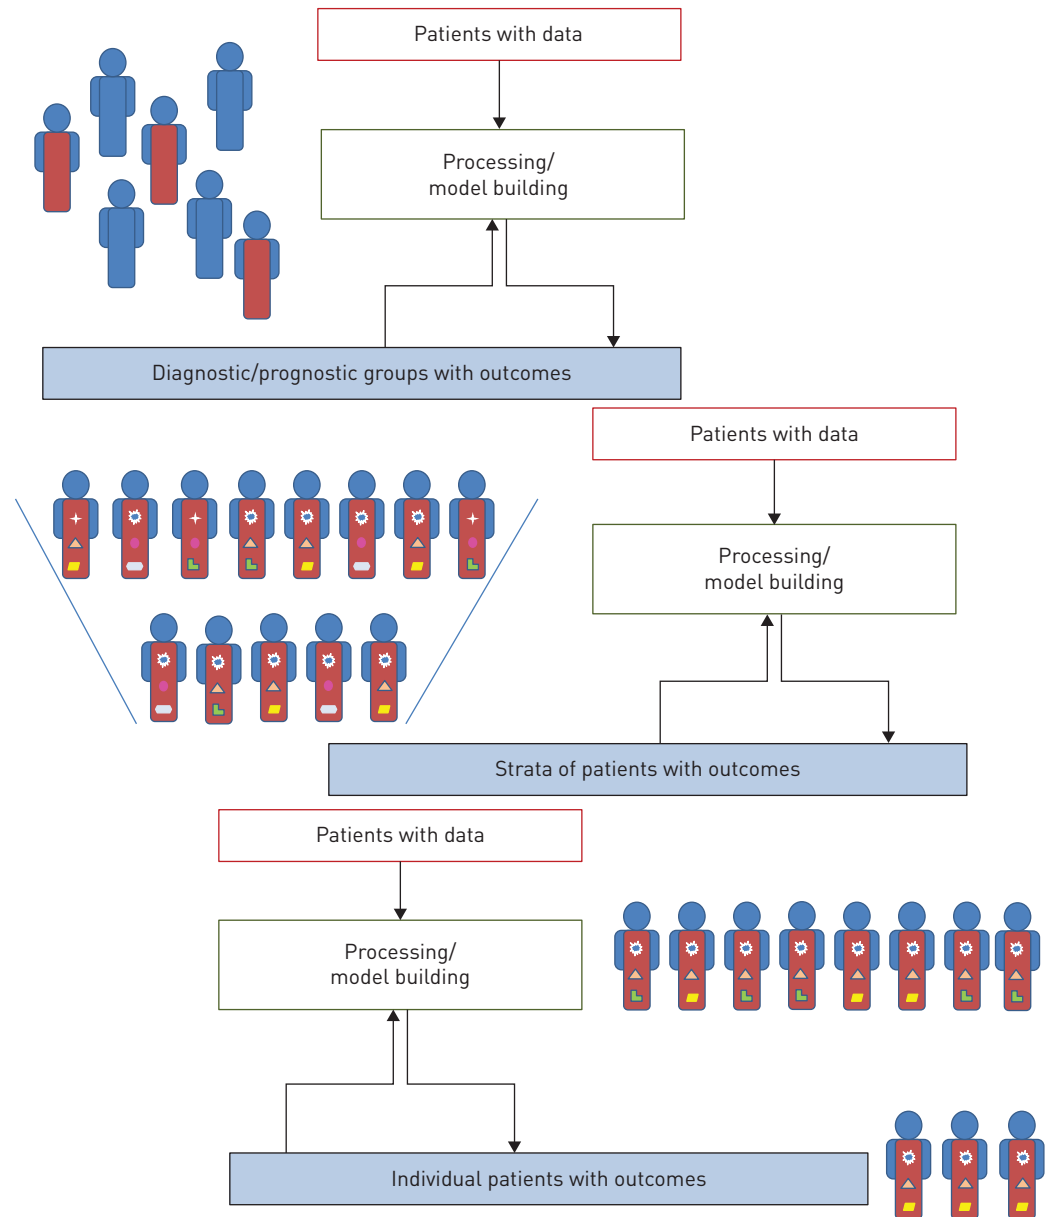 Patients with data
Processing/
model building
Diagnostic/prognostic groups with outcomes
Patients with data
Processing/
model building
Strata of patients with outcomes
Patients with data
Processing/
model building
Individual patients with outcomes